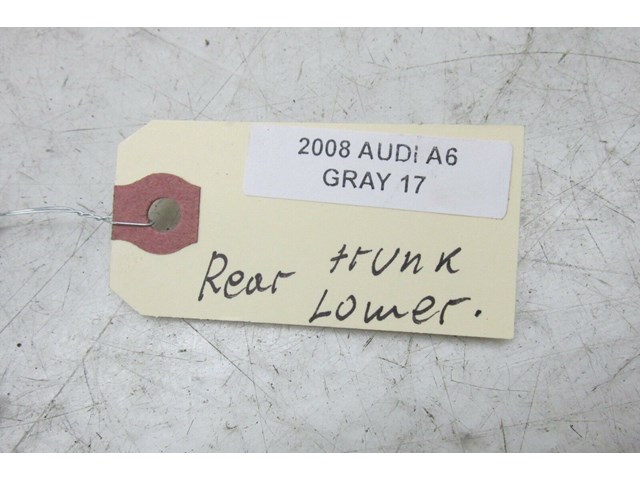 2008 AUDI A6
GRAY 17
Rear trunk
Lower.